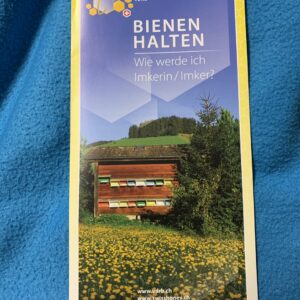 BIENEN
HALTEN
Wie werde ich
Imkerin / Imker?